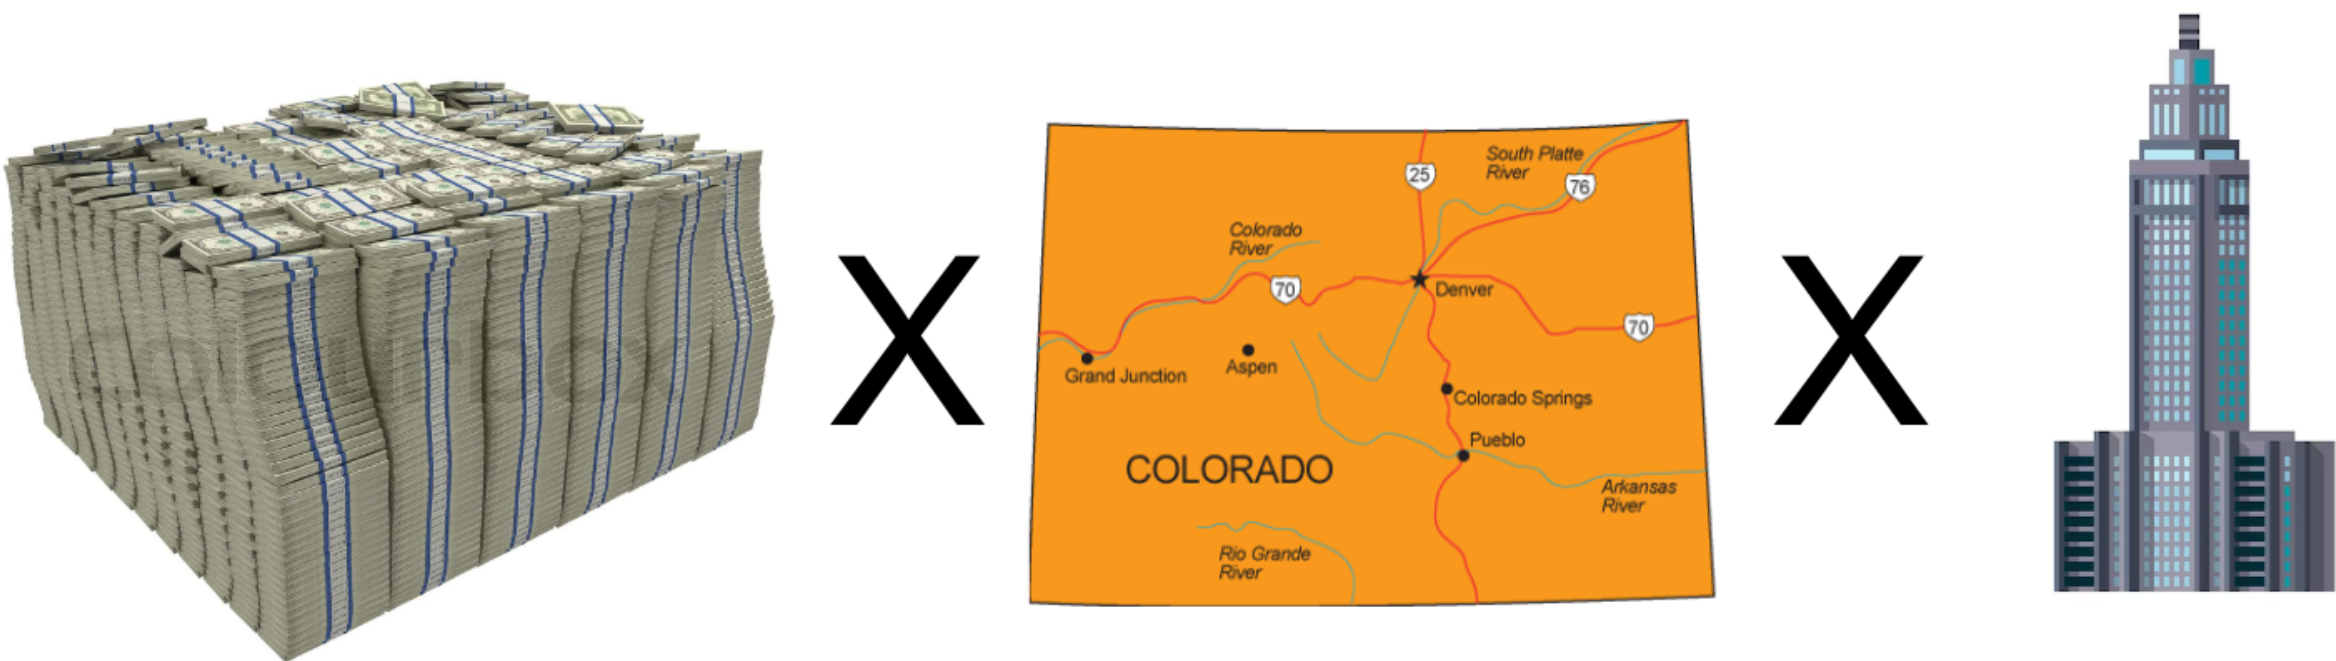 X
25
South Platte
River
76
Colorado
River
70
Denver
70
Grand Junction
Aspen
Colorado Springs
Pueblo
COLORADO
Arkansas
River
Rio Grande
River
X